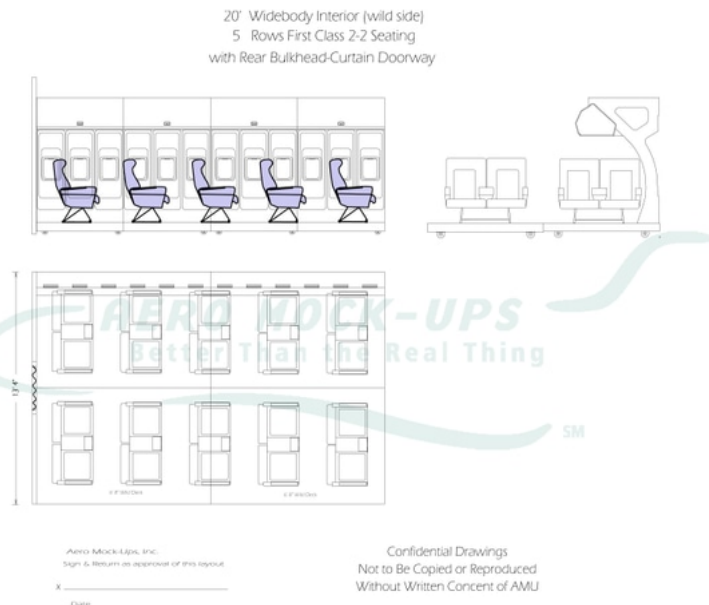 20' Widebody Interior (wild side)
5 Rows First Class 2-2 Seating
with Rear Bulkhead-Curtain Doorway
AERO MOCK-UPS
Better Than the Real Thing
13'4"
SM
Aero Mock-Ups, Inc.
Sign & Return as approval of this layout
x
Date
Confidential Drawings
Not to Be Copied or Reproduced
Without Written Concent of AMU